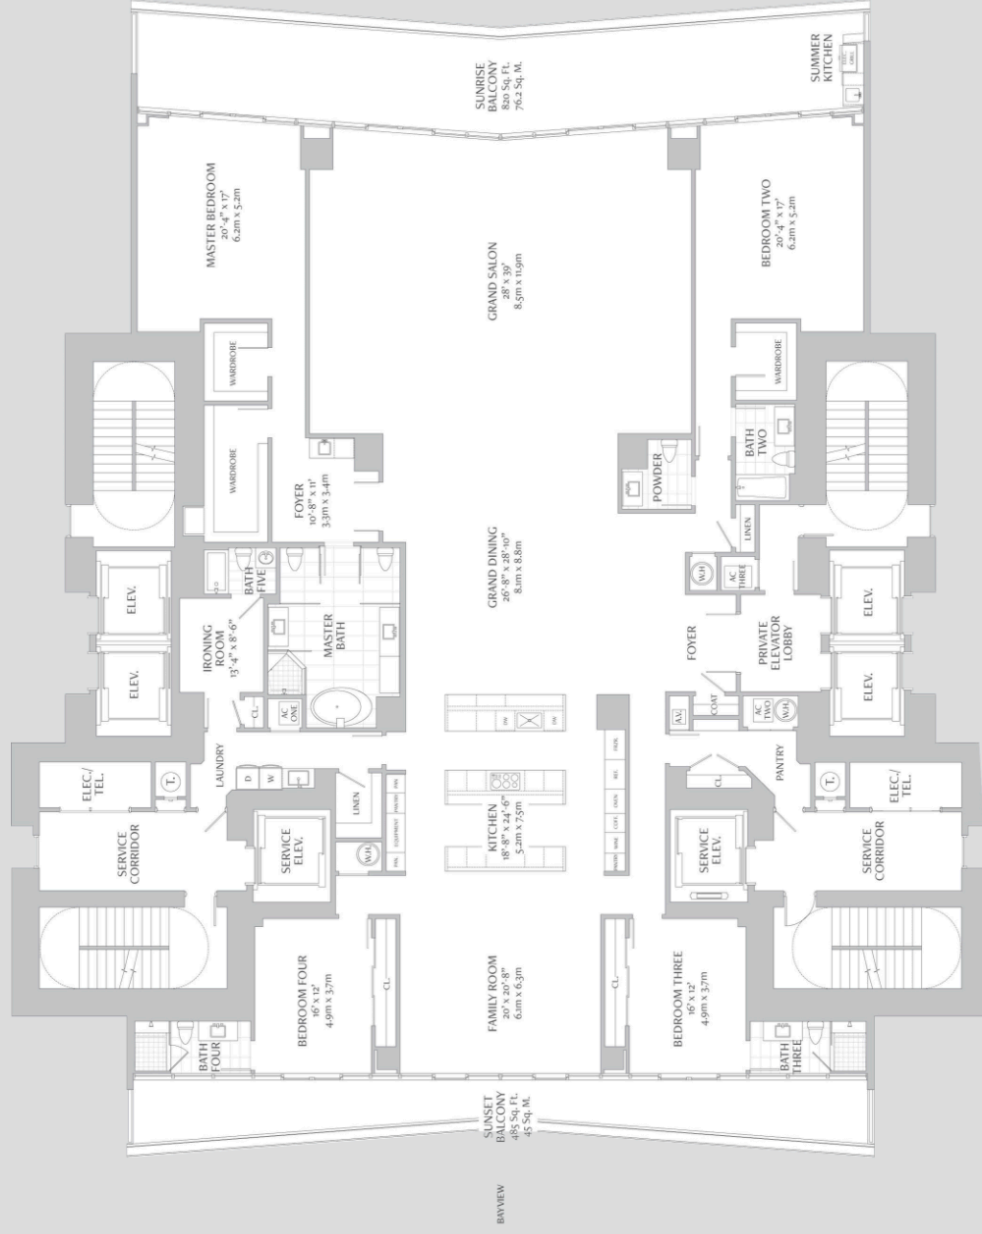 SUNRISE
BALCONY
820 Sq. Ft.
76.2 Sq. M.
SUMMER
KITCHEN
MASTER BEDROOM
20'-4" x 17'
6.2m x 5.2m
GRAND SALON
28' x 39'
8.5m x 11.9m
BEDROOM TWO
20'-4" x 17'
6.2m x 5.2m
WARDROBE
WARDROBE
WARDROBE
FOYER
10'-8" x 11'
3.3m x 3.4m
POWDER
BATH
TWO
LINEN
BATH
FIVE
GRAND DINING
26'-8" x 28'-10"
8.1m x 8.8m
W.H
AC
THREE
ELEV.
ELEV.
IRONING
ROOM
13'-4" x 8'-6"
MASTER
BATH
FOYER
PRIVATE
ELEVATOR
LOBBY
ELEV.
ELEV.
CL.
AC
ONE
DW
DW
A.V.
COAT
AC
TWO
W.H.
ELEC./
TEL.
T.
LAUNDRY
D
W
LINEN
KITCHEN
18'-8" x 24'-6"
5.2m x 7.5m
CL.
PANTRY
T.
ELEC./
TEL.
SERVICE
CORRIDOR
SERVICE
ELEV.
W.H.
EQUIPMENT
OVEN
WINE
SERVICE
ELEV.
SERVICE
CORRIDOR
BEDROOM FOUR
16' x 12'
4.9m x 3.7m
CL.
FAMILY ROOM
20' x 20'-8"
6.1m x 6.3m
CL.
BEDROOM THREE
16' x 12'
4.9m x 3.7m
BATH
FOUR
BATH
THREE
SUNSET
BALCONY
485 Sq. Ft.
45 Sq. M.
BAYVIEW